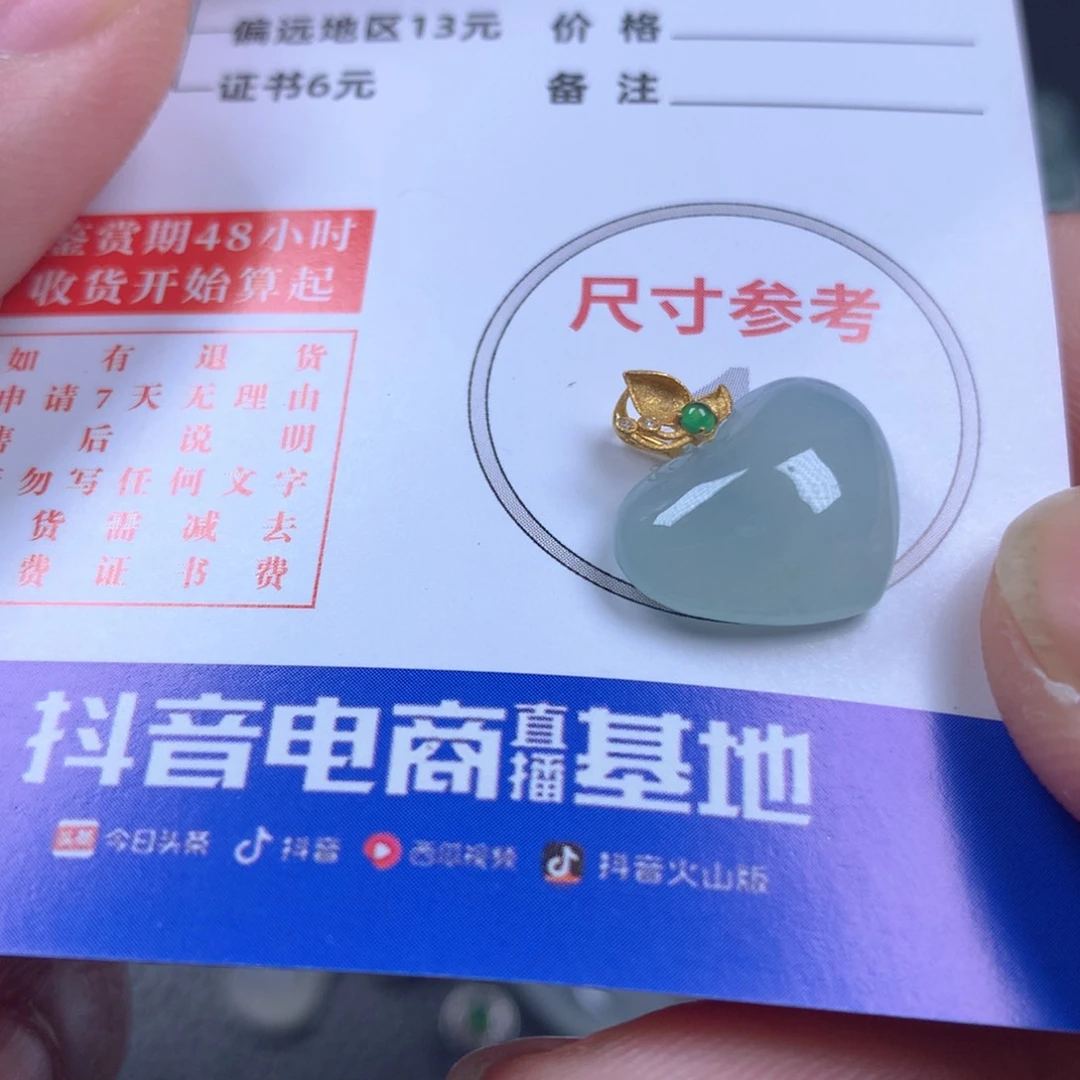 偏远地区13元 价 格
证书6元 备 注
鉴赏期48小时
收货开始算起
尺寸参考
如 有 退 货
申请7天无理由
售 后 说 明
勿写任何文字
货 需 减 去
费 证 书 费
抖音电商直播基地
头条 今日头条 抖音 西瓜视频 抖音火山版